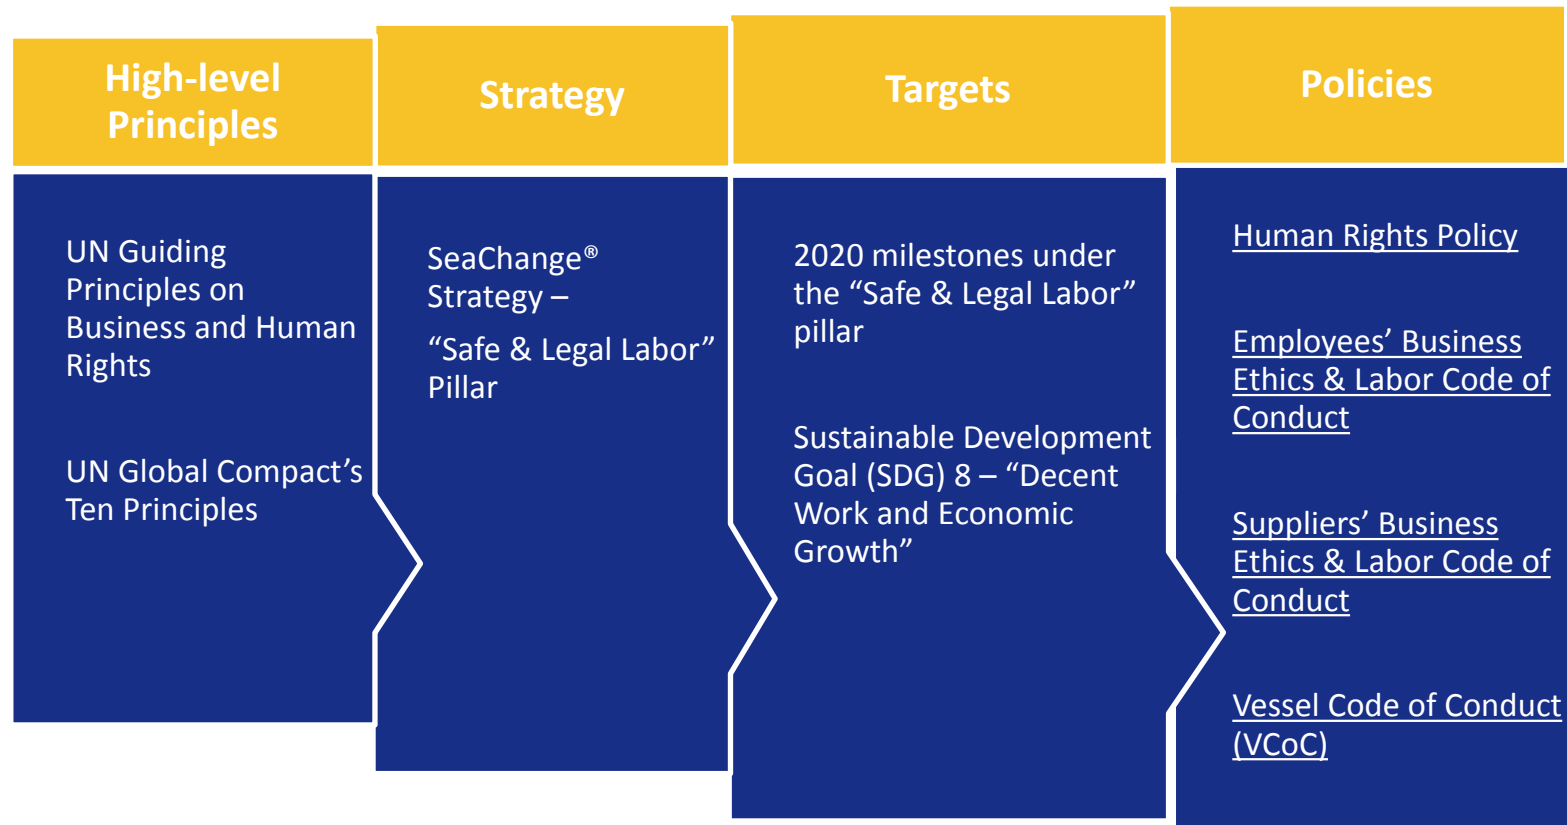 High-level
Principles
UN Guiding
Principles on
Business and Human
Rights
UN Global Compact’s
Ten Principles
Strategy
SeaChange®
Strategy –
“Safe & Legal Labor”
Pillar
Targets
2020 milestones under
the “Safe & Legal Labor”
pillar
Sustainable Development
Goal (SDG) 8 – “Decent
Work and Economic
Growth”
Policies
Human Rights Policy
Employees’ Business
Ethics & Labor Code of
Conduct
Suppliers’ Business
Ethics & Labor Code of
Conduct
Vessel Code of Conduct
(VCoC)